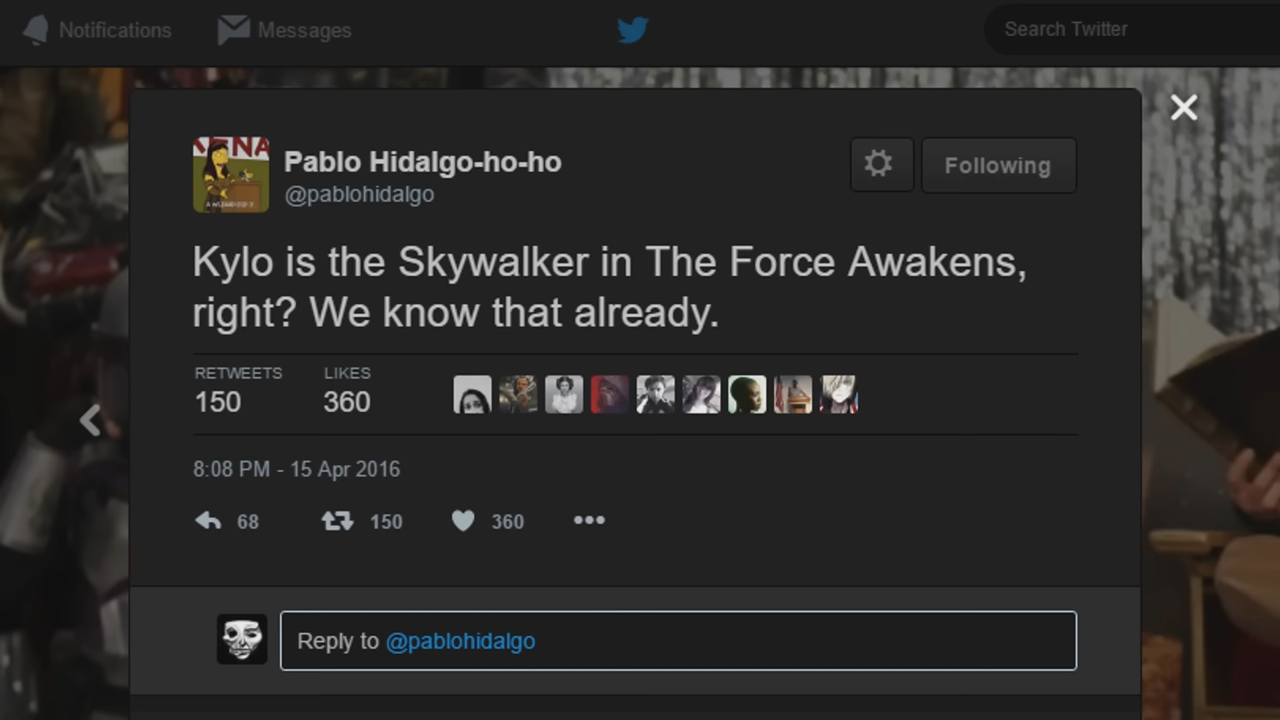 Notifications
Messages
Search Twitter
Pablo Hidalgo-ho-ho
@pablohidalgo
Following
Kylo is the Skywalker in The Force Awakens,
right? We know that already.
RETWEETS
LIKES
150
360
8:08 PM - 15 Apr 2016
68
150
360
Reply to @pablohidalgo